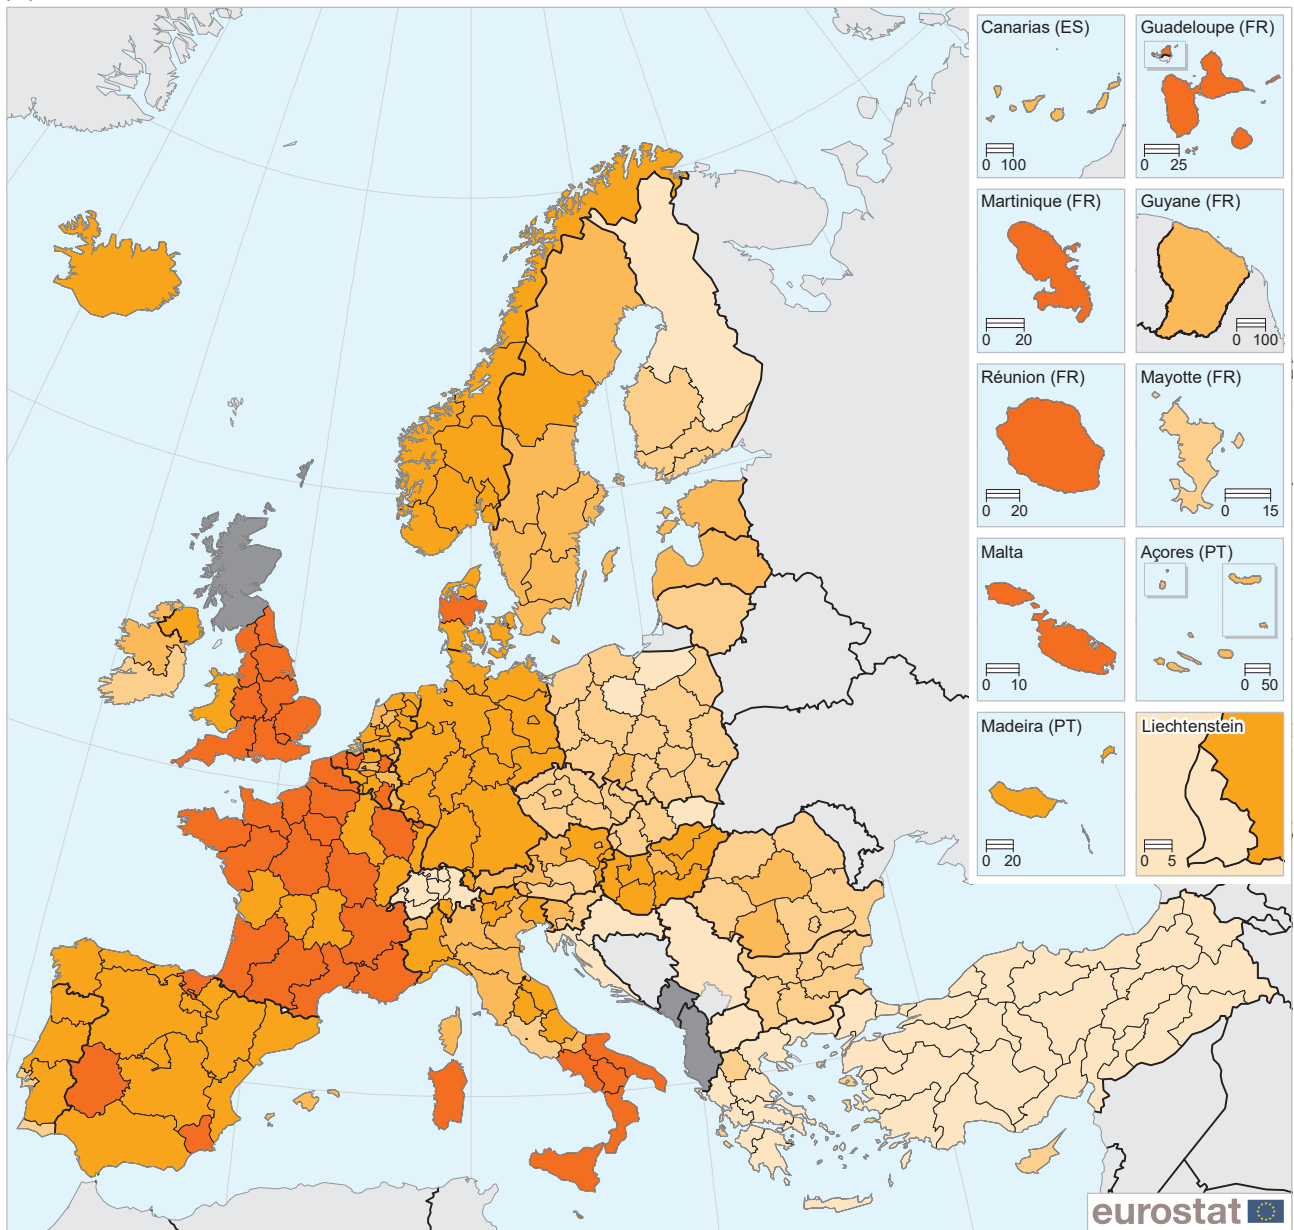 Canarias (ES)
0 100
Guadeloupe (FR)
0 25
Martinique (FR)
0 20
Guyane (FR)
0 100
Réunion (FR)
0 20
Mayotte (FR)
0 15
Malta
0 10
Açores (PT)
0 50
Madeira (PT)
0 20
Liechtenstein
0 5
eurostat